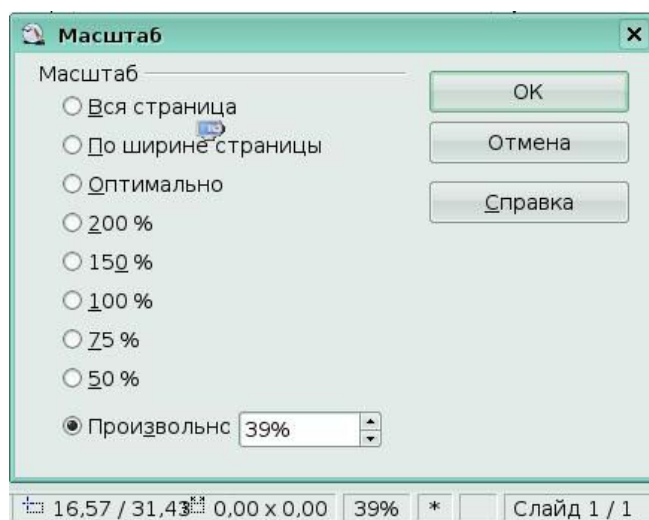 Масштаб
Масштаб
Вся страница
По ширине страницы
Оптимально
200 %
150 %
100 %
75 %
50 %
Произвольнс 39%
OK
Отмена
Справка
16,57 / 31,43 0,00 x 0,00 39% * Слайд 1 / 1